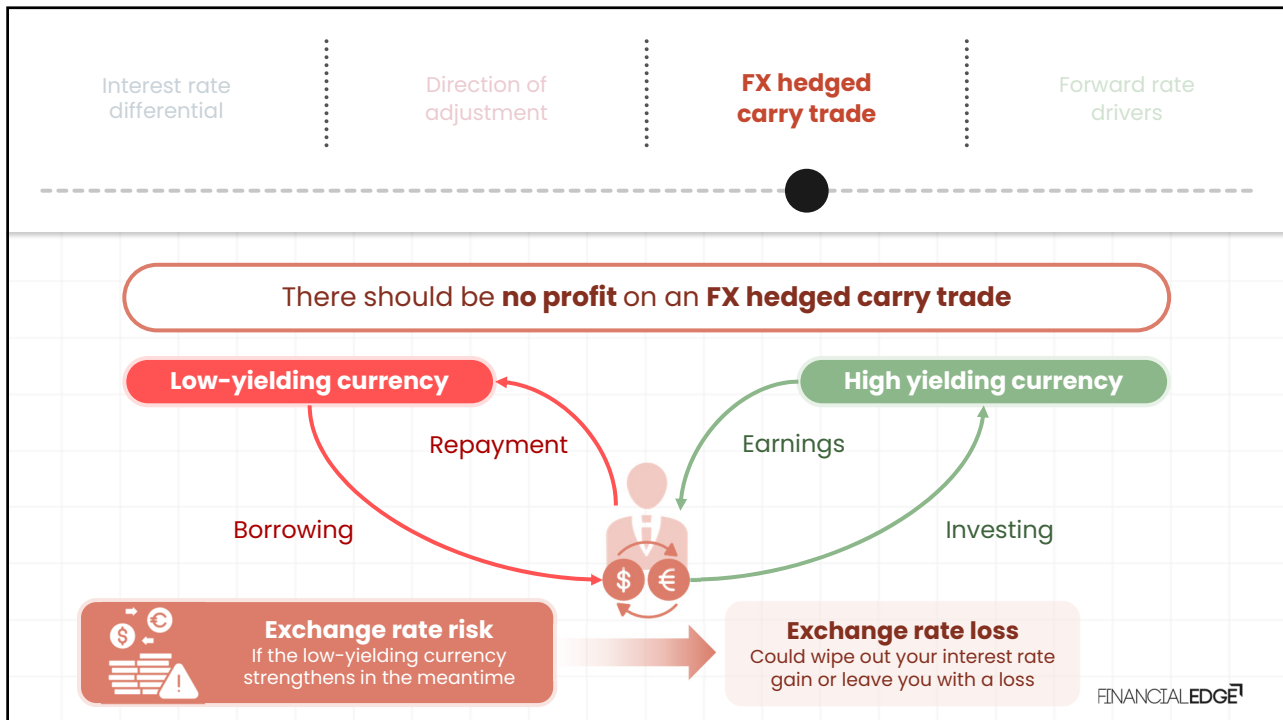 Interest rate
differential
Direction of
adjustment
FX hedged
carry trade
Forward rate
drivers
There should be no profit on an FX hedged carry trade
Low-yielding currency
High yielding currency
Repayment
Earnings
Borrowing
Investing
$ €
$ €
Exchange rate risk
If the low-yielding currency
strengthens in the meantime
!
Exchange rate loss
Could wipe out your interest rate
gain or leave you with a loss
FINANCIALEDGE